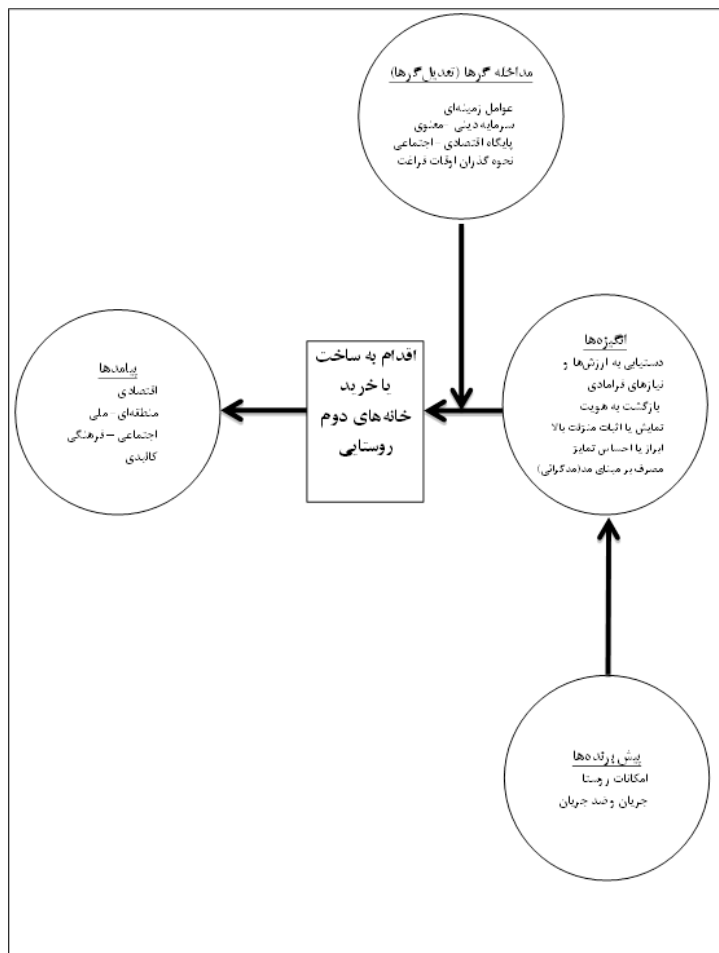 مداخله گرها (تعدیل‌گرها)
عوامل زمینه‌ای
سرمایه دینی – معنوی
پایگاه اقتصادی – اجتماعی
نحوه گذران اوقات فراغت
انگیزه‌ها
دستیابی به ارزش‌ها و
نیازهای فرامادی
بازگشت به هویت
نمایش یا اثبات منزلت بالا
ابراز یا احساس تمایز
مصرف بر مبنای مد(مدگرائی)
اقدام به ساخت
یا خرید
خانه‌های دوم
روستایی
پیامدها
اقتصادی
منطقه‌ای – ملی
اجتماعی – فرهنگی
کالبدی
پیش برنده‌ها
امکانات روستا
جریان وضد جریان